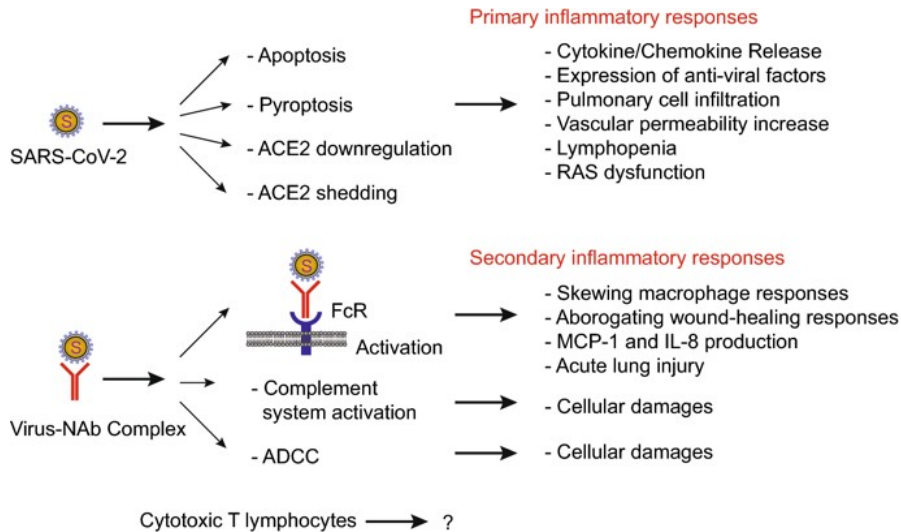 Primary inflammatory responses
S
SARS-CoV-2
- Apoptosis
- Pyroptosis
- ACE2 downregulation
- ACE2 shedding
- Cytokine/Chemokine Release
- Expression of anti-viral factors
- Pulmonary cell infiltration
- Vascular permeability increase
- Lymphopenia
- RAS dysfunction
Secondary inflammatory responses
S
Virus-NAb Complex
S
FcR
Activation
- Complement
system activation
- ADCC
- Skewing macrophage responses
- Aborogating wound-healing responses
- MCP-1 and IL-8 production
- Acute lung injury
- Cellular damages
- Cellular damages
Cytotoxic T lymphocytes
?